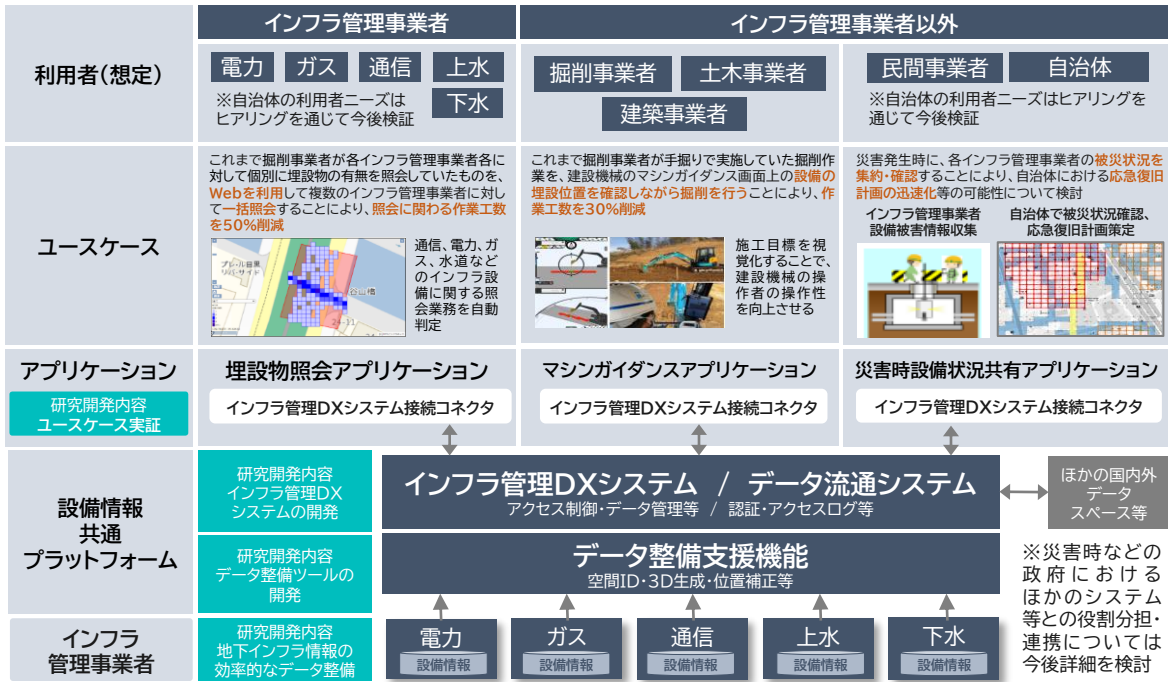 インフラ管理事業者
インフラ管理事業者以外
利用者(想定)
電力
ガス
通信
上水
下水
※自治体の利用者ニーズは
ヒアリングを通じて今後検証
掘削事業者
土木事業者
建築事業者
民間事業者
自治体
※自治体の利用者ニーズはヒアリングを
通じて今後検証
ユースケース
これまで掘削事業者が各インフラ管理事業者各に
対して個別に埋設物の有無を照会していたものを、
Webを利用して複数のインフラ管理事業者に対し
て一括照会することにより、照会に関わる作業工数
を50%削減
通信、電力、ガ
ス、水道など
のインフラ設
備に関する照
会業務を自動
判定
これまで掘削事業者が手掘りで実施していた掘削作
業を、建設機械のマシンガイダンス画面上の設備の
埋設位置を確認しながら掘削を行うことにより、作
業工数を30%削減
施工目標を視
覚化することで、
建設機械の操
作者の操作性
を向上させる
災害発生時に、各インフラ管理事業者の被災状況を
集約・確認することにより、自治体における応急復旧
計画の迅速化等の可能性について検討
インフラ管理事業者
設備被害情報収集
自治体で被災状況確認、
応急復旧計画策定
アプリケーション
研究開発内容
ユースケース実証
埋設物照会アプリケーション
インフラ管理DXシステム接続コネクタ
マシンガイダンスアプリケーション
インフラ管理DXシステム接続コネクタ
災害時設備状況共有アプリケーション
インフラ管理DXシステム接続コネクタ
設備情報
共通
プラットフォーム
研究開発内容
インフラ管理DX
システムの開発
インフラ管理DXシステム / データ流通システム
アクセス制御・データ管理等 / 認証・アクセスログ等
ほかの国内外
データ
スペース等
研究開発内容
データ整備ツールの
開発
データ整備支援機能
空間ID・3D生成・位置補正等
※災害時などの
政府における
ほかのシステム
等との役割分担・
連携については
今後詳細を検討
インフラ
管理事業者
研究開発内容
地下インフラ情報の
効率的なデータ整備
電力
設備情報
ガス
設備情報
通信
設備情報
上水
設備情報
下水
設備情報